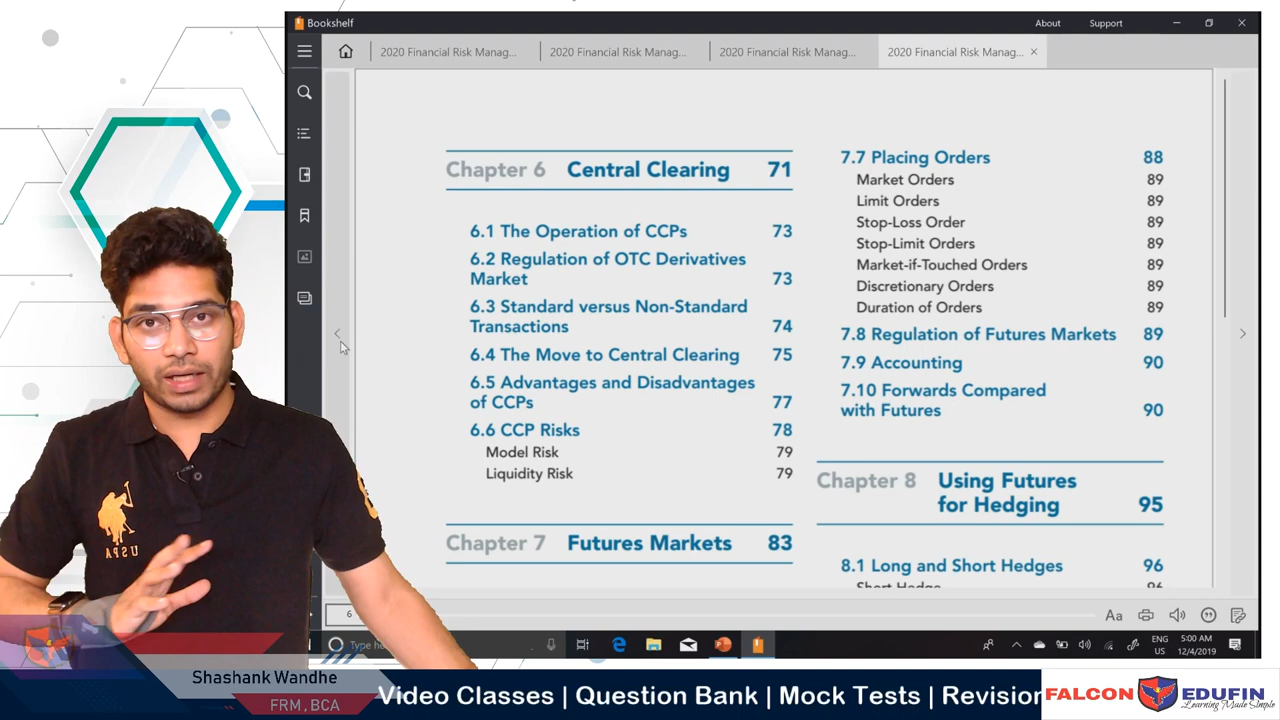 Bookshelf
About
Support
2020 Financial Risk Manag...
2020 Financial Risk Manag...
2020 Financial Risk Manag...
2020 Financial Risk Manag...
Chapter 6 Central Clearing 71
6.1 The Operation of CCPs 73
6.2 Regulation of OTC Derivatives
Market 73
6.3 Standard versus Non-Standard
Transactions 74
6.4 The Move to Central Clearing 75
6.5 Advantages and Disadvantages
of CCPs 77
6.6 CCP Risks 78
Model Risk 79
Liquidity Risk 79
Chapter 7 Futures Markets 83
7.7 Placing Orders 88
Market Orders 89
Limit Orders 89
Stop-Loss Order 89
Stop-Limit Orders 89
Market-if-Touched Orders 89
Discretionary Orders 89
Duration of Orders 89
7.8 Regulation of Futures Markets 89
7.9 Accounting 90
7.10 Forwards Compared
with Futures 90
Chapter 8 Using Futures
for Hedging 95
8.1 Long and Short Hedges 96
Short Hedge 96
6
Aa
Type he
ENG
US
5:00 AM
12/4/2019
USPA
Shashank Wandhe
FRM, BCA
Video Classes | Question Bank | Mock Tests | Revision
FALCON EDUFIN
Learning Made Simple